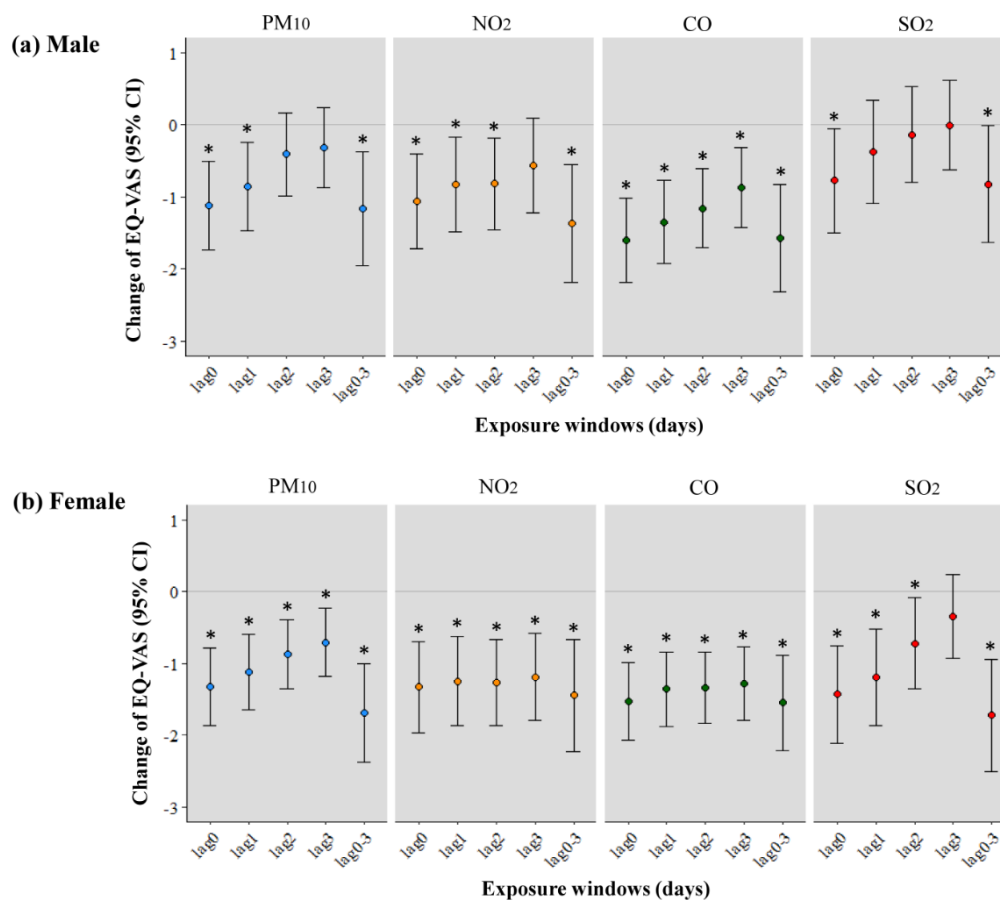 (a) Male
PM10 NO2 CO SO2
Change of EQ-VAS (95% CI)
1
0
-1
-2
-3
* * *
* * * *
* * * * *
* *
lag0 lag1 lag2 lag3 lag0-3 lag0 lag1 lag2 lag3 lag0-3 lag0 lag1 lag2 lag3 lag0-3 lag0 lag1 lag2 lag3 lag0-3
Exposure windows (days)
(b) Female
PM10 NO2 CO SO2
Change of EQ-VAS (95% CI)
1
0
-1
-2
-3
* * * * *
* * * * *
* * * * *
* * * *
lag0 lag1 lag2 lag3 lag0-3 lag0 lag1 lag2 lag3 lag0-3 lag0 lag1 lag2 lag3 lag0-3 lag0 lag1 lag2 lag3 lag0-3
Exposure windows (days)